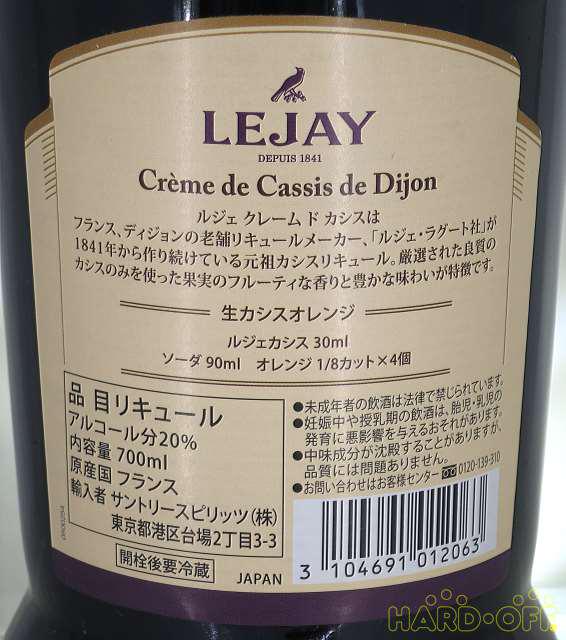 LEJAY
DEPUIS 1841
Crème de Cassis de Dijon
ルジェ クレーム ド カシスは
フランス、ディジョンの老舗リキュールメーカー、「ルジェ・ラグート社」が
1841年から作り続けている元祖カシスリキュール。厳選された良質の
カシスのみを使った果実のフルーティな香りと豊かな味わいが特徴です。
生カシスオレンジ
ルジェカシス 30ml
ソーダ 90ml オレンジ 1/8カット×4個
品 目 リキュール
アルコール分20%
内容量 700ml
原産国 フランス
輸入者 サントリースピリッツ(株)
東京都港区台場2丁目3-3
開栓後要冷蔵
JAPAN
●未成年者の飲酒は法律で禁じられています。
●妊娠中や授乳期の飲酒は、胎児・乳児の
発育に悪影響を与えるおそれがあります。
●中味成分が沈殿することがありますが、
品質には問題ありません。
●お問い合わせはお客様センター 0120-139-310
3 104691 012063
HARD・OFF